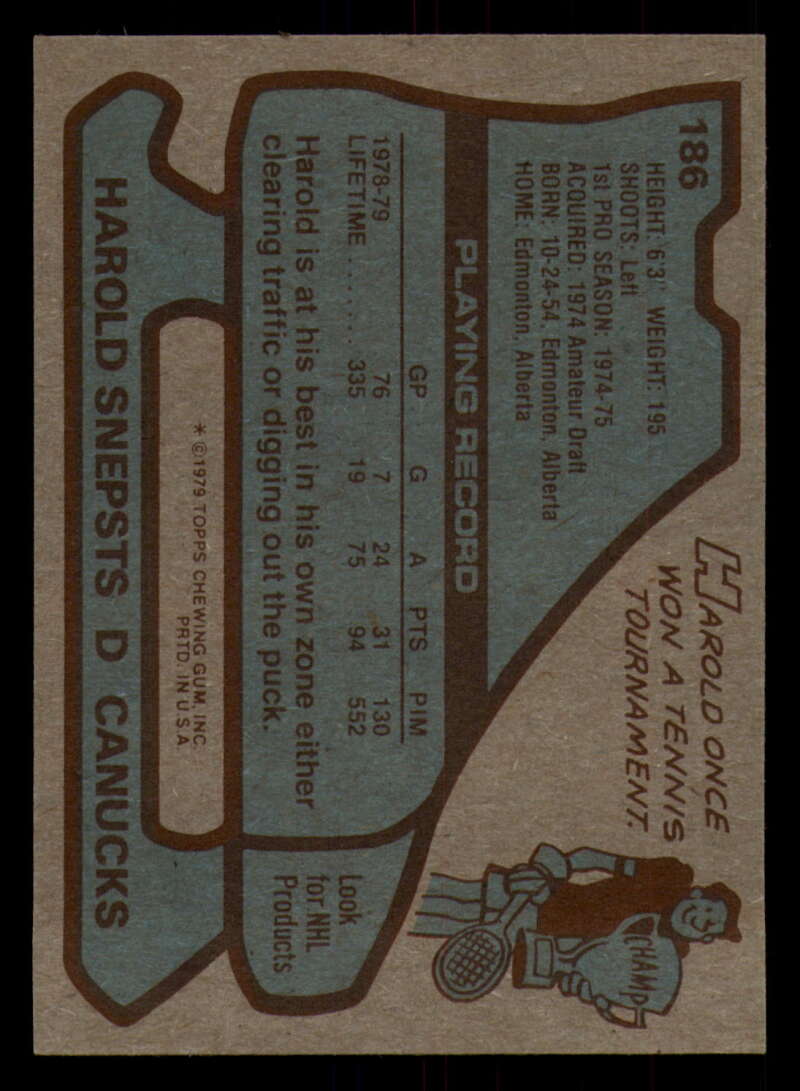 186
HEIGHT: 6'3" WEIGHT: 195
SHOOTS: Left
1st PRO SEASON: 1974-75
ACQUIRED: 1974 Amateur Draft
BORN: 10-24-54, Edmonton, Alberta
HOME: Edmonton, Alberta
HAROLD ONCE
WON A TENNIS
TOURNAMENT.
CHAMP
PLAYING RECORD
GP G A PTS PIM
1978-79 76 7 24 31 130
LIFETIME ........ 335 19 75 94 552
Harold is at his best in his own zone either
clearing traffic or digging out the puck.
Look
for NHL
Products
* ©1979 TOPPS CHEWING GUM, INC.
PRTD. IN U S A
HAROLD SNEPSTS D CANUCKS